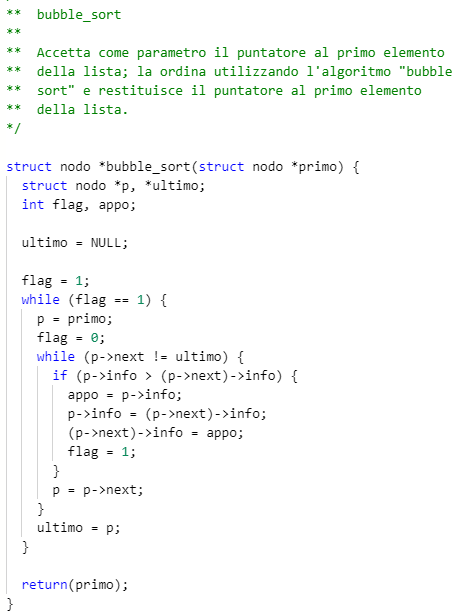 **  bubble_sort
**
**  Accetta come parametro il puntatore al primo elemento
**  della lista; la ordina utilizzando l'algoritmo "bubble
**  sort" e restituisce il puntatore al primo elemento
**  della lista.
*/

struct nodo *bubble_sort(struct nodo *primo) {
  struct nodo *p, *ultimo;
  int flag, appo;

  ultimo = NULL;

  flag = 1;
  while (flag == 1) {
    p = primo;
    flag = 0;
    while (p->next != ultimo) {
      if (p->info > (p->next)->info) {
        appo = p->info;
        p->info = (p->next)->info;
        (p->next)->info = appo;
        flag = 1;
      }
      p = p->next;
    }
    ultimo = p;
  }

  return(primo);
}